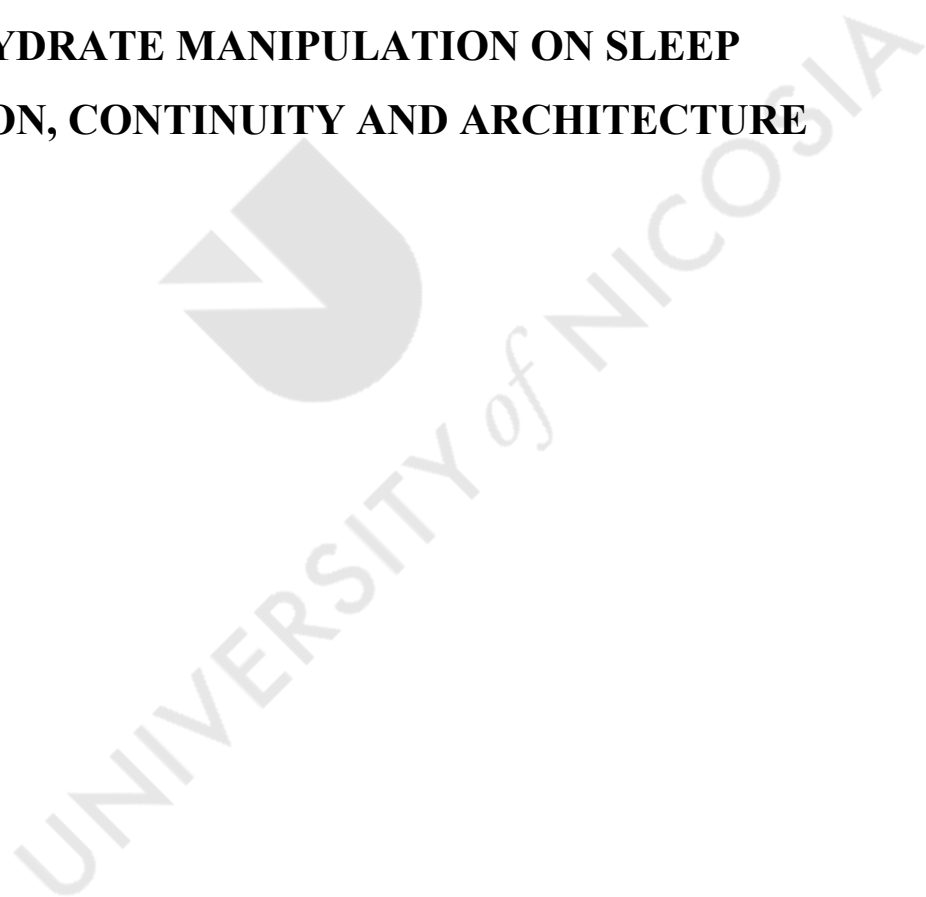 YDRATE MANIPULATION ON SLEEP
ON, CONTINUITY AND ARCHITECTURE
UNIVERSITY of NICOSIA